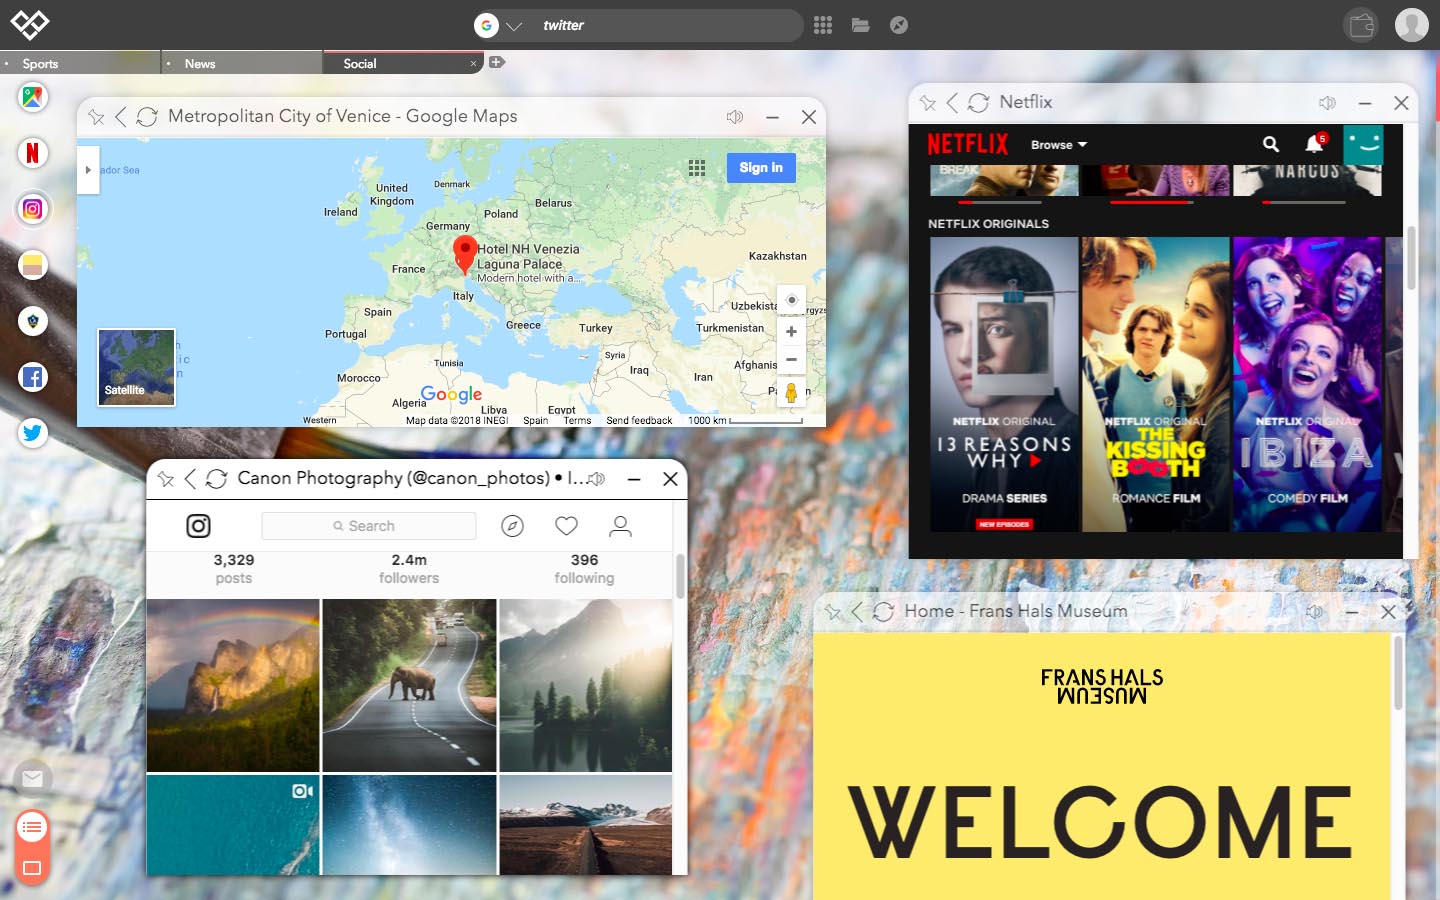 twitter
Sports
News
Social
Metropolitan City of Venice - Google Maps
ador Sea
Sign in
United
Kingdom
Denmark
Ireland
Belarus
Poland
Germany
Hotel NH Venezia
Laguna Palace
Modern hotel with a...
France
Kazakhstan
Italy
Spain
Uzbekista
Portugal
Greece
Turkey
Turkmenistan
Syria
Tunisia
Iraq
Iran
Afghanis
Morocco
Satellite
Algeria
Google
Libya
Egypt
Western
Map data ©2018 INEGI Spain Terms Send feedback 1000 km
Netflix
NETFLIX
Browse
5
BREAK
NARCOS
NETFLIX ORIGINALS
NETFLIX ORIGINAL
13 REASONS
WHY
DRAMA SERIES
NEW EPISODES
NETFLIX ORIGINAL
THE
KISSING
BOOTH
ROMANCE FILM
NETFLIX ORIGINAL
IBIZA
COMEDY FILM
Canon Photography (@canon_photos) • I...
Search
3,329 2.4m 396
posts followers following
Home - Frans Hals Museum
FRANS HALS
MUSEUM
WELCOME